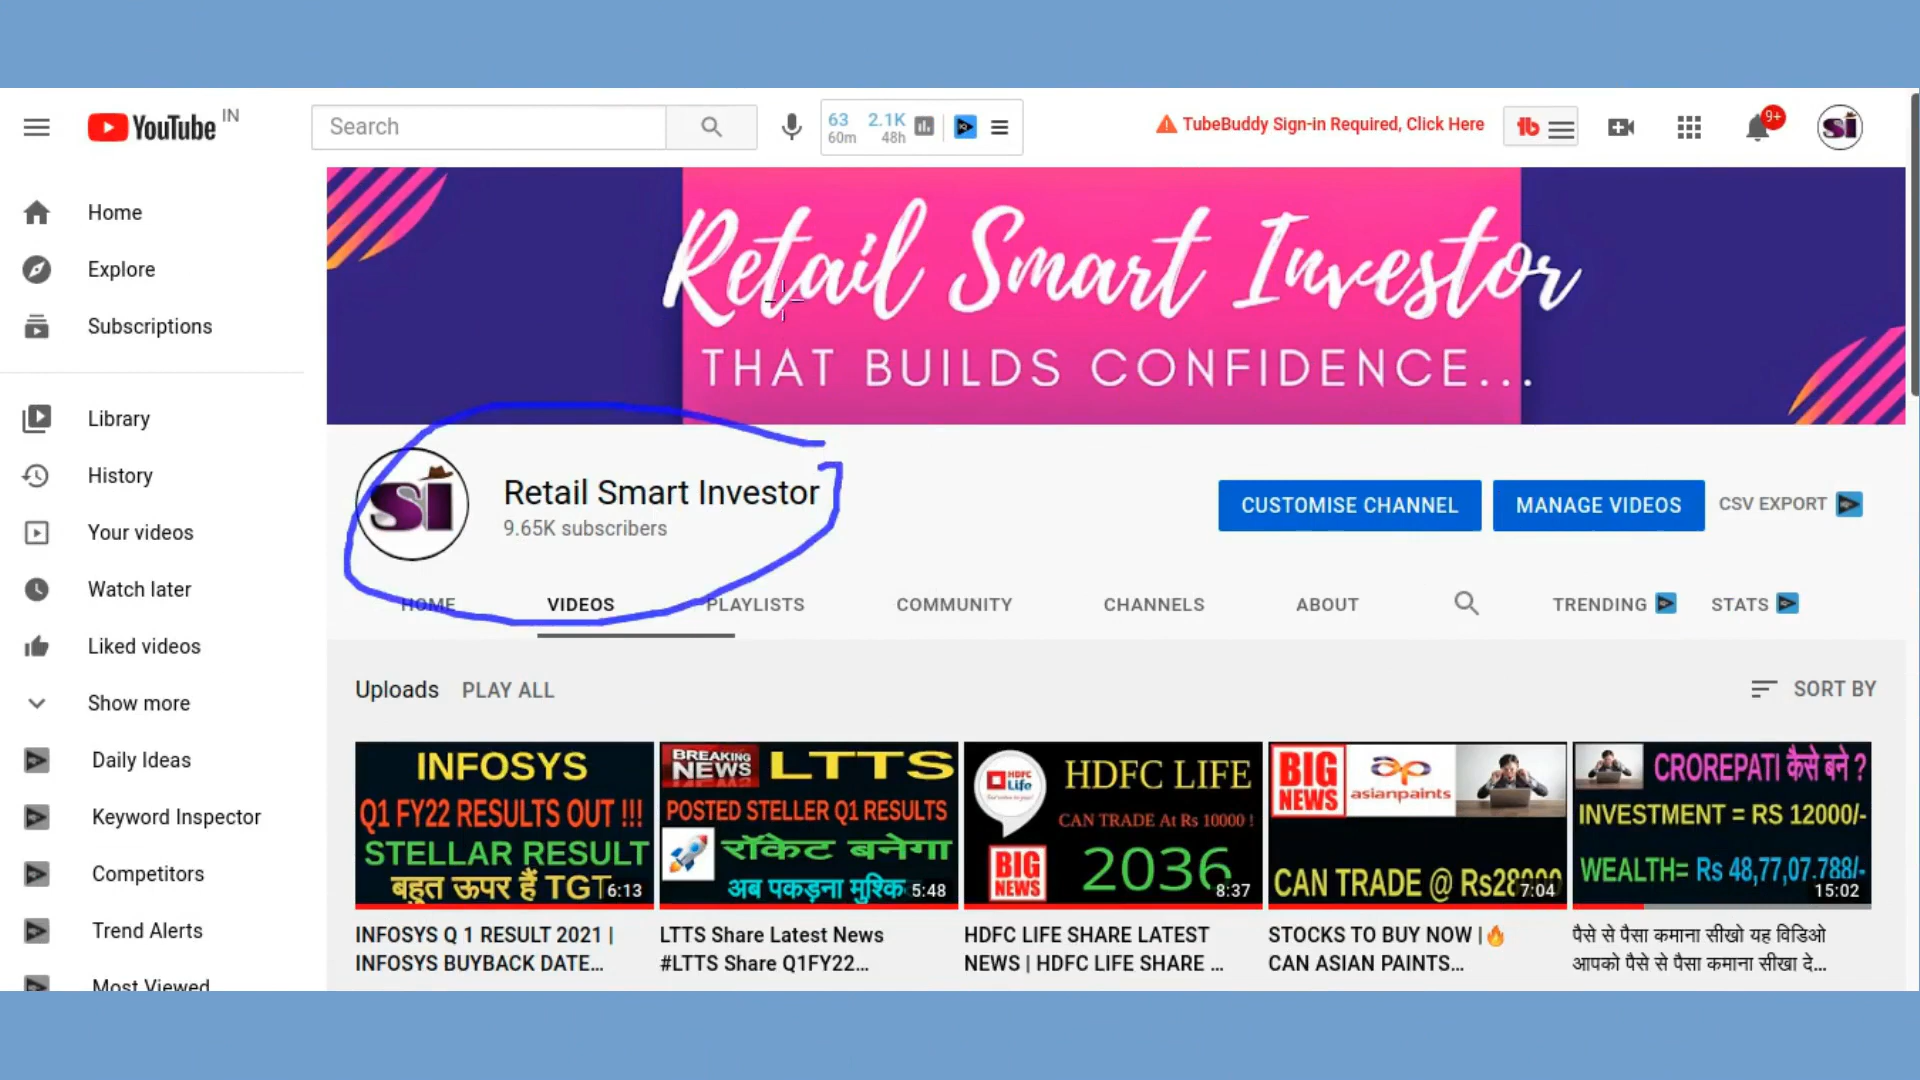 YouTube IN
Search
63 2.1K
60m 48h
TubeBuddy Sign-in Required, Click Here
9+
SI
Home
Explore
Subscriptions
Library
History
Your videos
Watch later
Liked videos
Show more
Daily Ideas
Keyword Inspector
Competitors
Trend Alerts
Most Viewed
Retail Smart Investor
THAT BUILDS CONFIDENCE...
SI
Retail Smart Investor
9.65K subscribers
CUSTOMISE CHANNEL
MANAGE VIDEOS
CSV EXPORT
HOME VIDEOS PLAYLISTS COMMUNITY CHANNELS ABOUT TRENDING STATS
Uploads PLAY ALL
SORT BY
INFOSYS
Q1 FY22 RESULTS OUT !!!
STELLAR RESULT
बहुत ऊपर हैं TGT
6:13
INFOSYS Q 1 RESULT 2021 |
INFOSYS BUYBACK DATE...
BREAKING
NEWS
LTTS
POSTED STELLER Q1 RESULTS
रॉकेट बनेगा
अब पकड़ना मुश्कि
5:48
LTTS Share Latest News
#LTTS Share Q1FY22...
HDFC
Life
HDFC LIFE
CAN TRADE At Rs 10000 !
BIG
NEWS
2036
8:37
HDFC LIFE SHARE LATEST
NEWS | HDFC LIFE SHARE ...
BIG
NEWS
ap
asianpaints
CAN TRADE @
7:04
STOCKS TO BUY NOW |🔥
CAN ASIAN PAINTS...
CROREPATI कैसे बने ?
INVESTMENT = RS 12000/-
WEALTH= Rs 48,77,07,788/-
15:02
पैसे से पैसा कमाना सीखो यह विडिओ
आपको पैसे से पैसा कमाना सीखा दे...